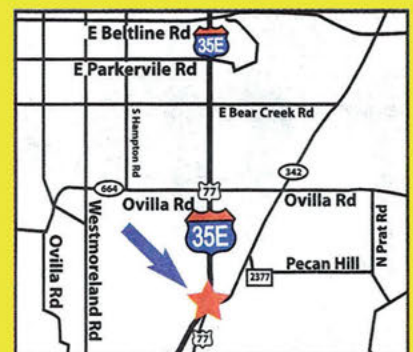 E Beltline Rd
35E
E Parkervile Rd
S Hampton Rd
E Bear Creek Rd
342
664
77
Ovilla Rd
Ovilla Rd
35E
Ovilla Rd
Westmoreland Rd
N Prat Rd
Pecan Hill
2377
77